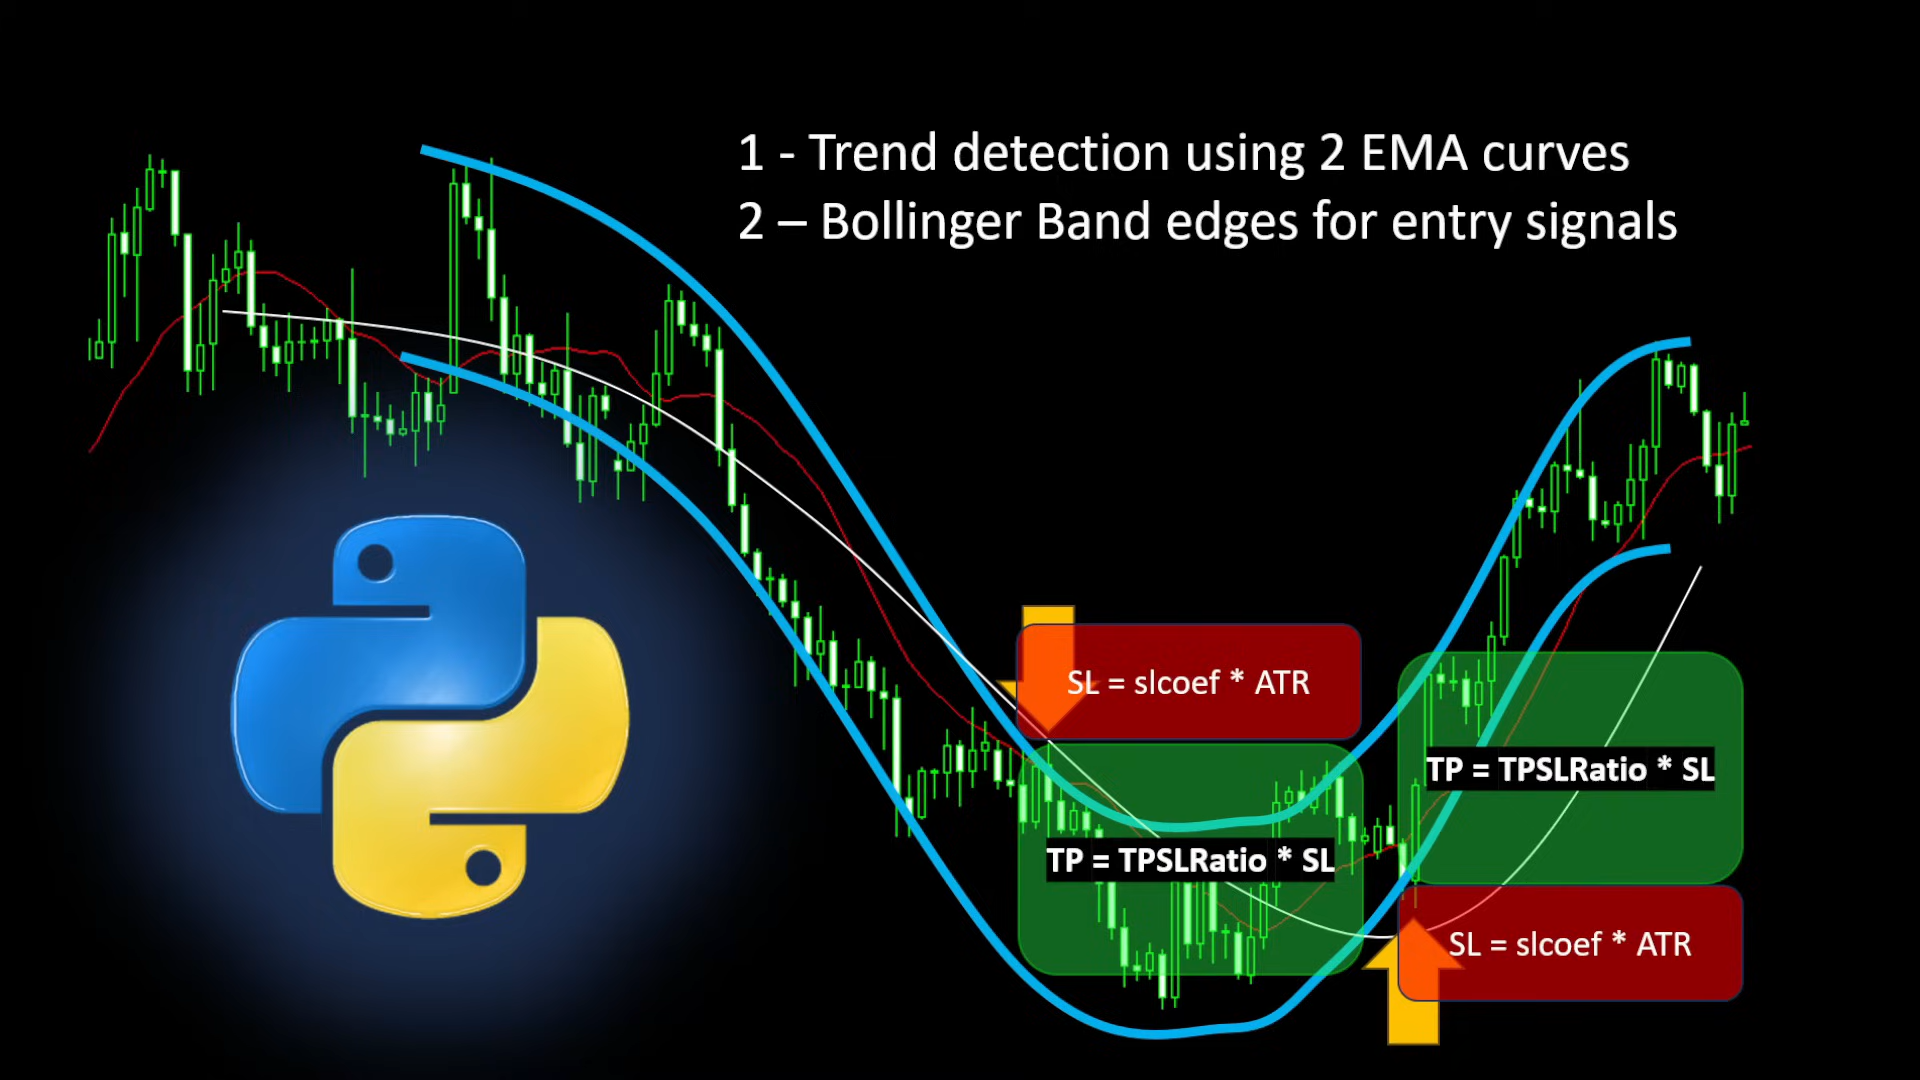 1 - Trend detection using 2 EMA curves
2 – Bollinger Band edges for entry signals
SL = slcoef * ATR
TP = TPSLRatio * SL
TP = TPSLRatio * SL
SL = slcoef * ATR